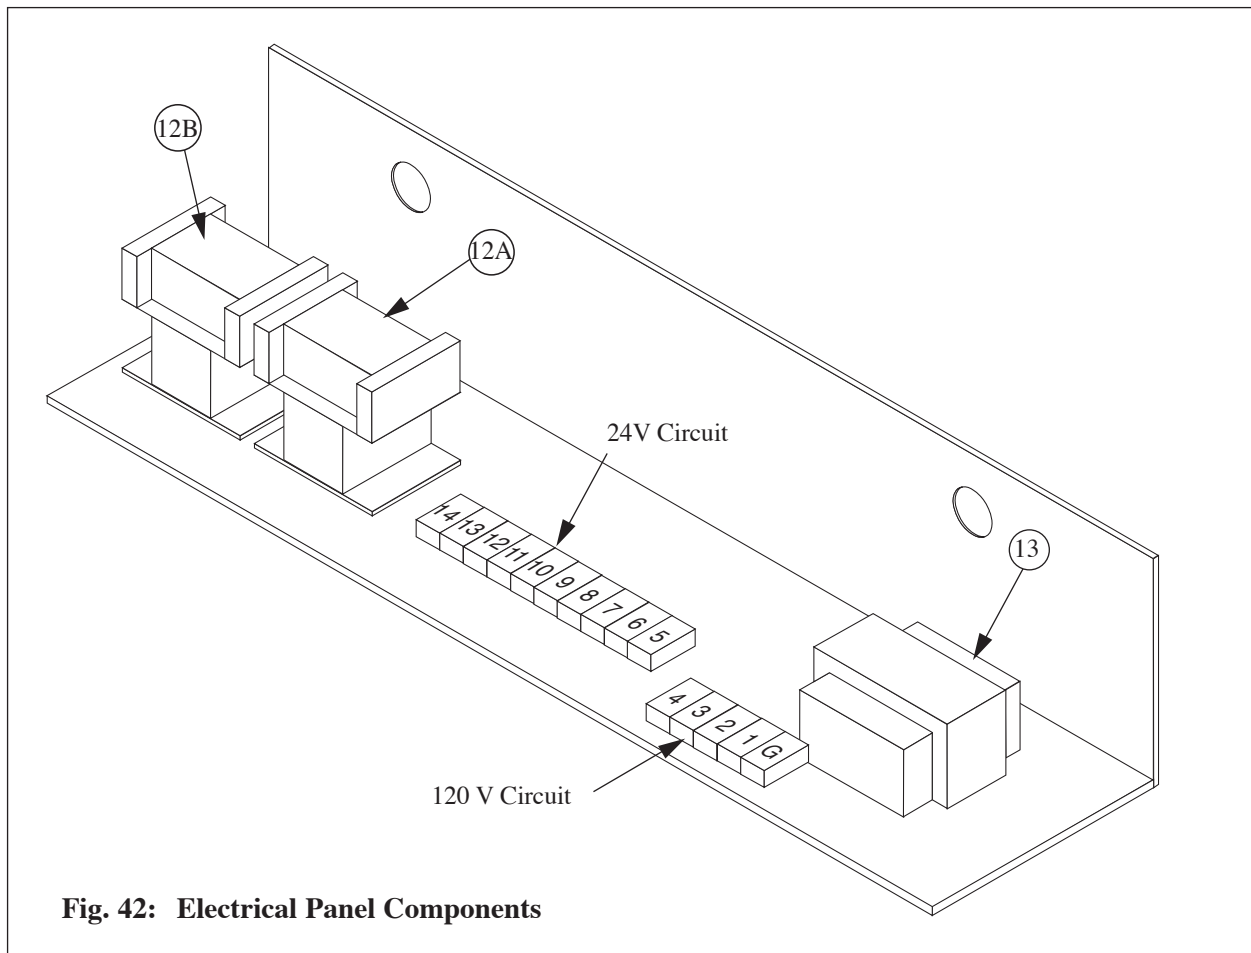 12B
12A
24V Circuit
14 13 12 11 10 9 8 7 6 5
13
4 3 2 1 G
120 V Circuit
Fig. 42: Electrical Panel Components